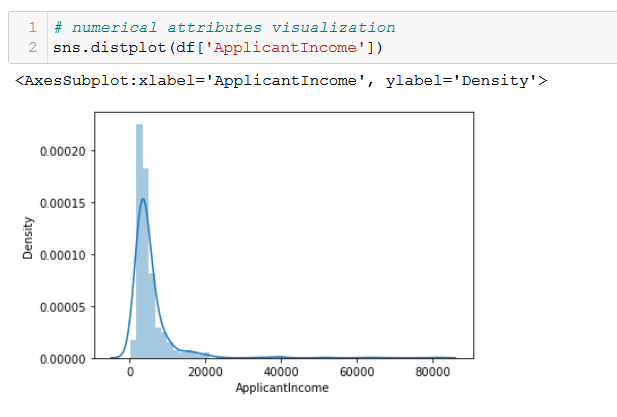 1 # numerical attributes visualization
2 sns.distplot(df['ApplicantIncome'])
<AxesSubplot:xlabel='ApplicantIncome', ylabel='Density'>
0.00020
0.00015
0.00010
0.00005
0.00000
Density
0 20000 40000 60000 80000
ApplicantIncome